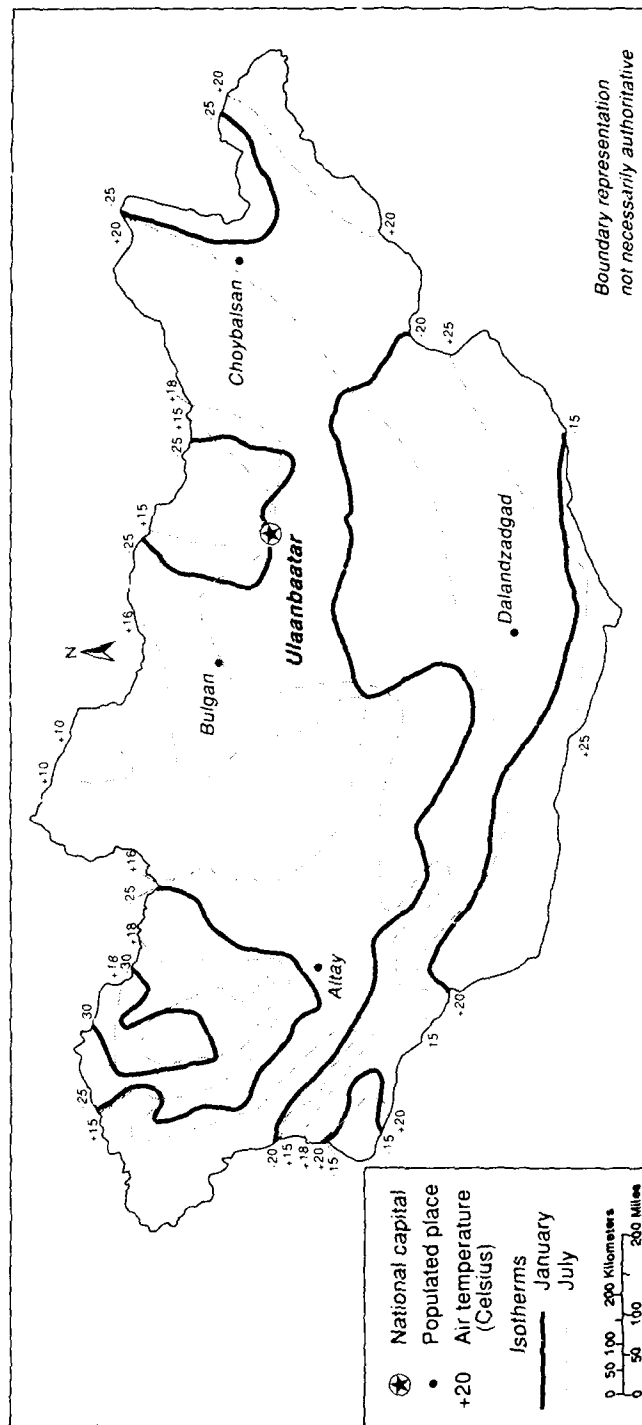 +10
+10
30
-25
+15
+18
30
+18
25
+16
N
+16
-25
+15
25
+15
+18
+20
-25
-25
+20
Bulgan
Choybalsan
Ulaanbaatar
Altay
-20
+15
+18
+20
-15
-15
+20
15
+20
+20
-20
+25
Dalandzadgad
-15
+25
National capital
Populated place
+20 Air temperature
(Celsius)
Isotherms
January
July
0 50 100 200 Kilometers
0 50 100 200 Miles
Boundary representation
not necessarily authoritative